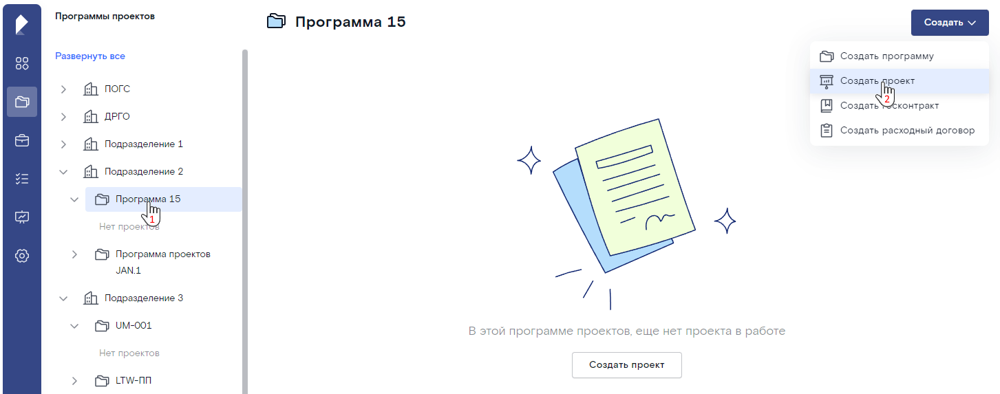 Программы проектов
Развернуть все
ПОГС
ДРГО
Подразделение 1
Подразделение 2
Программа 15
1
Нет проектов
Программа проектов
JAN.1
Подразделение 3
UM-001
Нет проектов
LTW-ПП
Программа 15
Создать
Создать программу
Создать проект
2
Создать госконтракт
Создать расходный договор
В этой программе проектов, еще нет проекта в работе
Создать проект